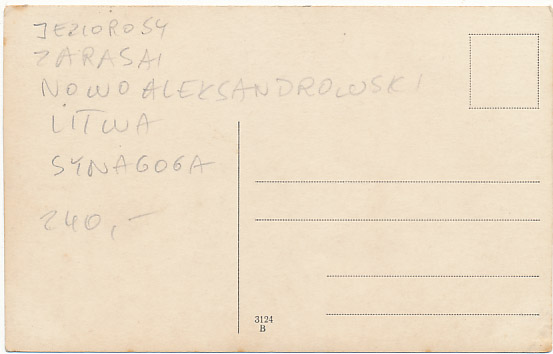 JEZIOROSY
ZARASAI
NOWOALEKSANDROWSKI
LITWA
SYNAGOGA
240,-
3124
B